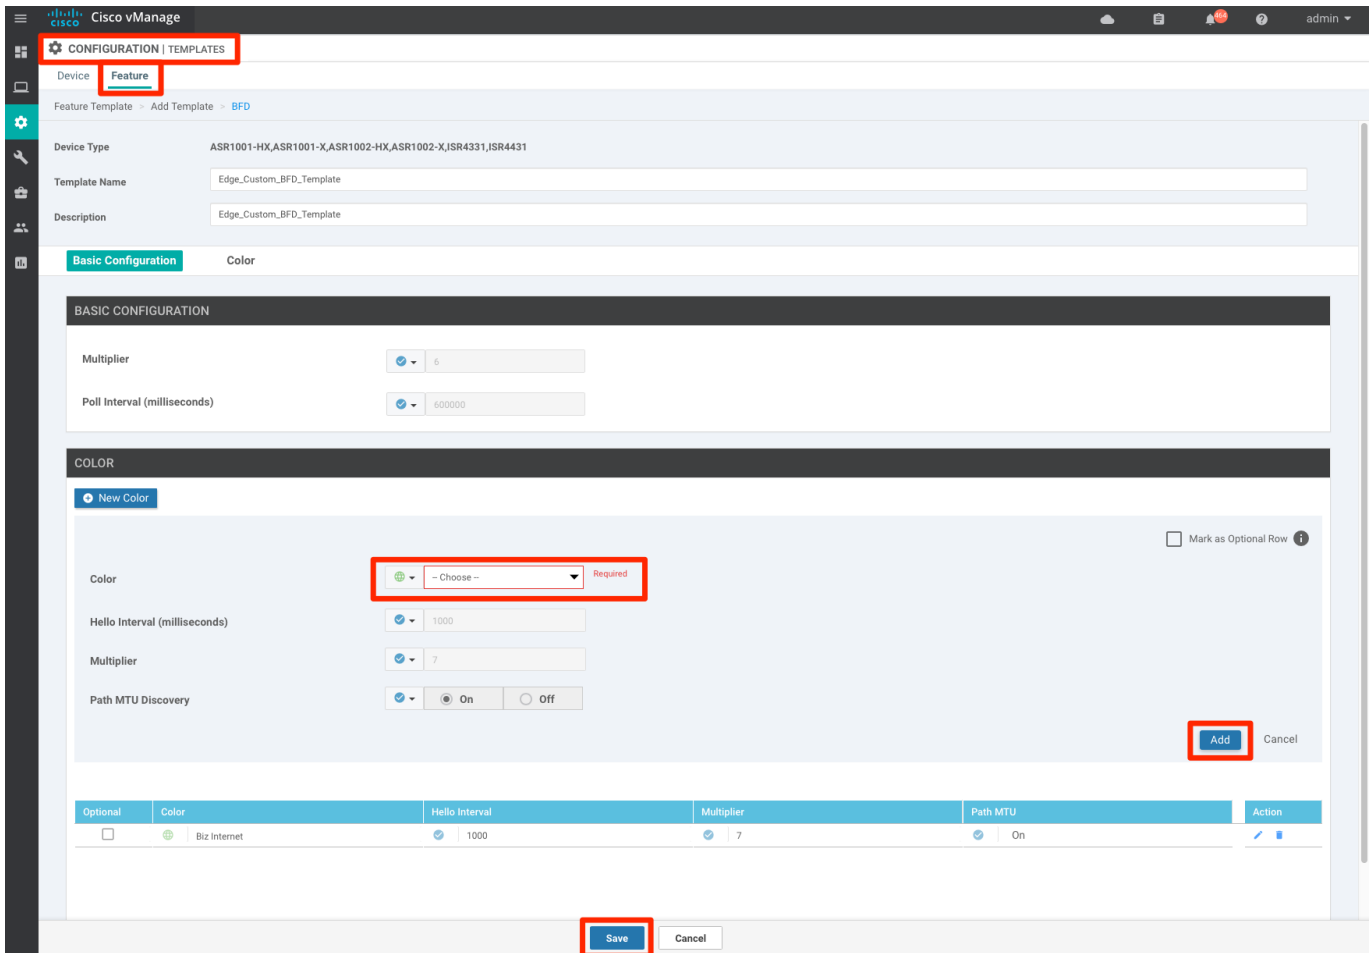 cisco Cisco vManage 464 admin
CONFIGURATION | TEMPLATES
Device Feature
Feature Template > Add Template > BFD
Device Type ASR1001-HX,ASR1001-X,ASR1002-HX,ASR1002-X,ISR4331,ISR4431
Template Name Edge_Custom_BFD_Template
Description Edge_Custom_BFD_Template
Basic Configuration Color
BASIC CONFIGURATION
Multiplier 6
Poll Interval (milliseconds) 600000
COLOR
New Color
Mark as Optional Row i
Color -- Choose -- Required
Hello Interval (milliseconds) 1000
Multiplier 7
Path MTU Discovery On Off
Add Cancel
Optional Color Hello Interval Multiplier Path MTU Action
Biz Internet 1000 7 On
Save Cancel